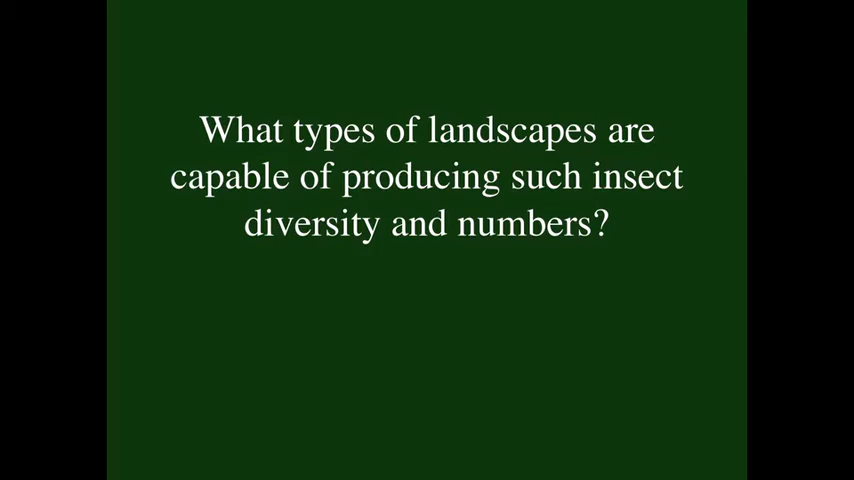 What types of landscapes are
capable of producing such insect
diversity and numbers?